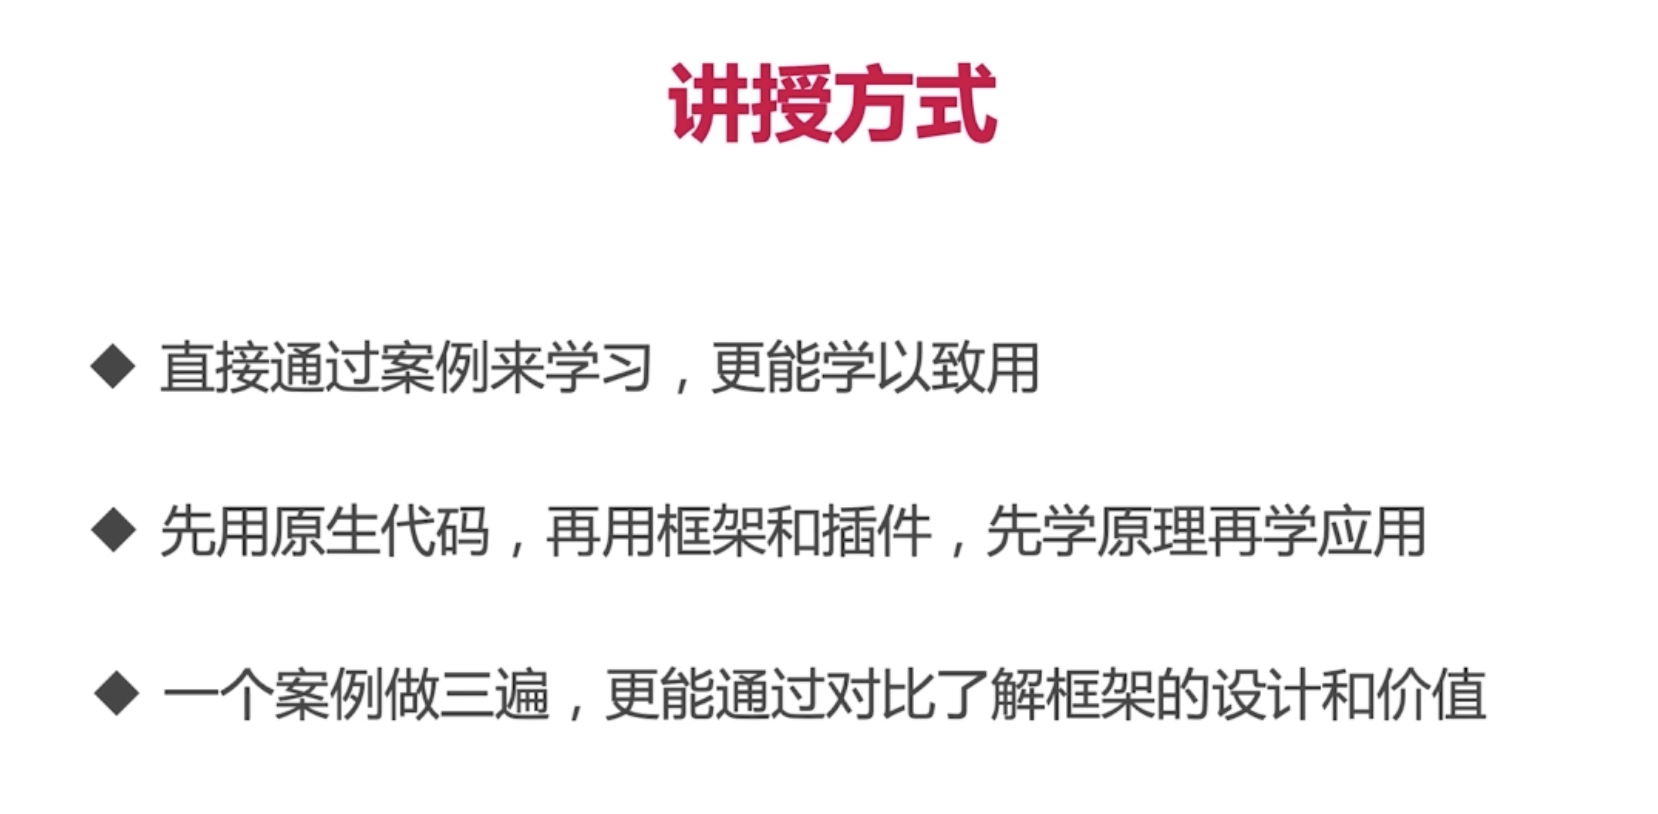 讲授方式
◆ 直接通过案例来学习，更能学以致用
◆ 先用原生代码，再用框架和插件，先学原理再学应用
◆ 一个案例做三遍，更能通过对比了解框架的设计和价值